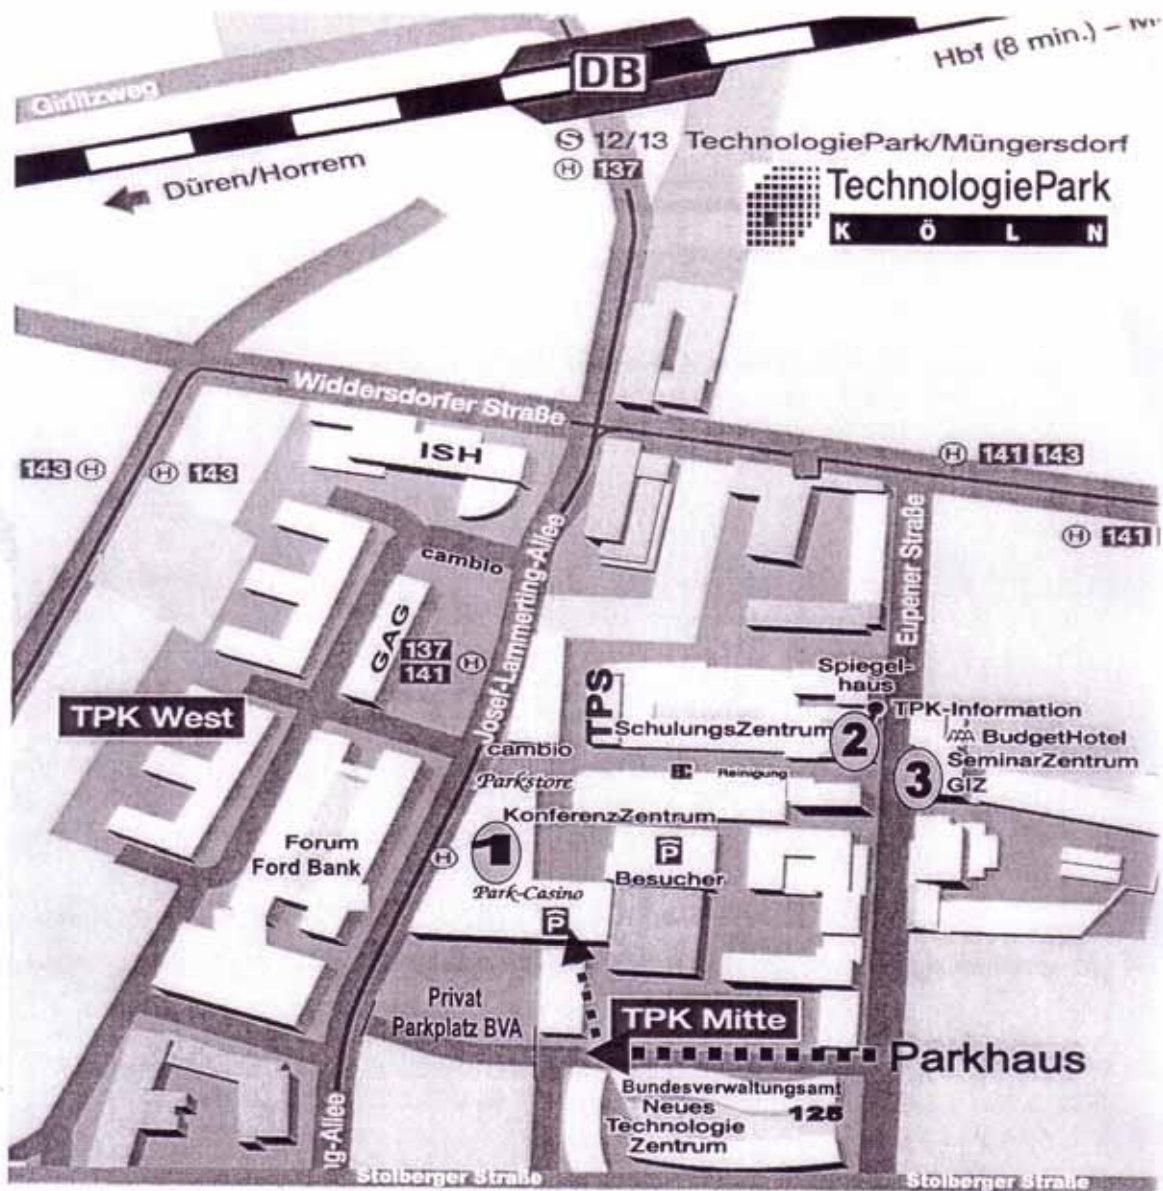 Hbf (8 min.) –
DB
Girlitzweg
S 12/13 TechnologiePark/Müngersdorf
H 137
Düren/Horrem
TechnologiePark
KÖLN
Widdersdorfer Straße
ISH
143 H
H 143
H 141 143
H 141
cambio
Josef-Lammerting-Allee
Eupener Straße
GAG
137
141 H
Spiegel-
haus
TPS
SchulungsZentrum
TPK West
TPK-Information
2
BudgetHotel
SeminarZentrum
GIZ
3
cambio
Parkstore
Reinigung
KonferenzZentrum
Forum
Ford Bank
H
1
P
Besucher
Park-Casino
P
Privat
Parkplatz BVA
TPK Mitte
Parkhaus
Bundesverwaltungsamt
Neues 125
Technologie
Zentrum
ng-Allee
Stolberger Straße
Stolberger Straße